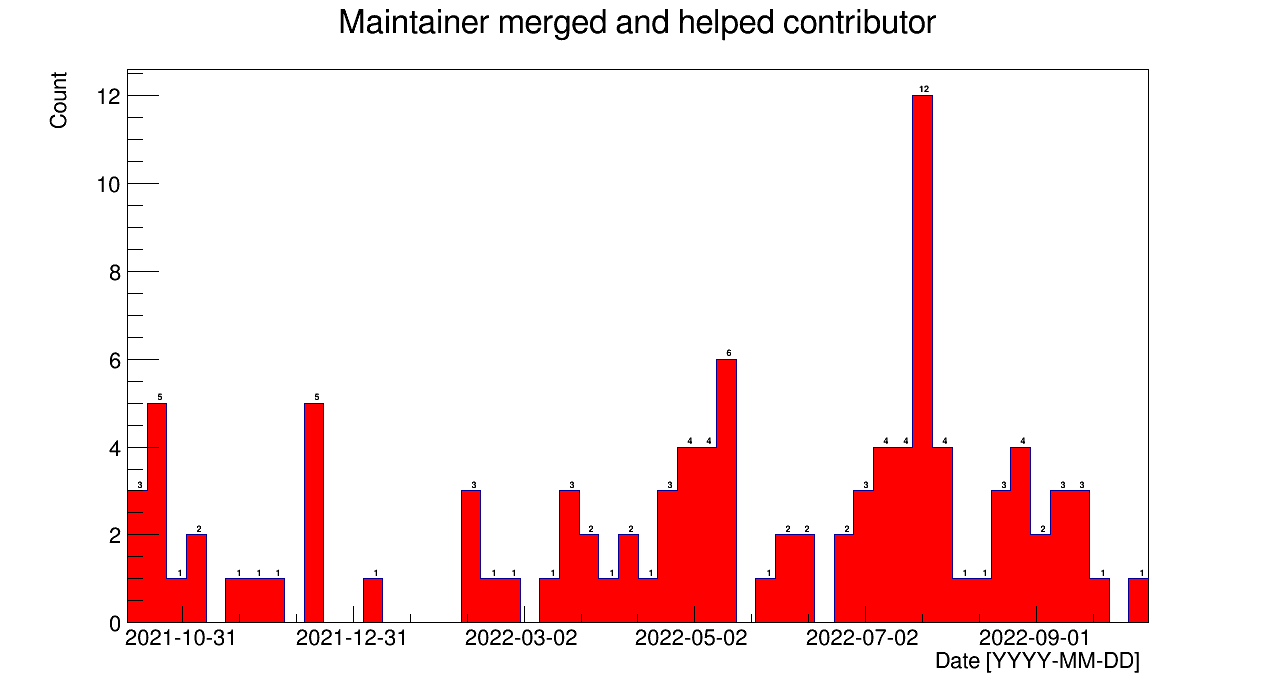 Maintainer merged and helped contributor
Count
12
10
8
6
4
2
0
3 5 1 2 1 1 1 5 1 3 1 1 1 3 2 1 2 1 3 4 4 6 1 2 2 2 3 4 4 12 4 1 1 3 4 2 3 3 1 1
2021-10-31 2021-12-31 2022-03-02 2022-05-02 2022-07-02 2022-09-01
Date [YYYY-MM-DD]